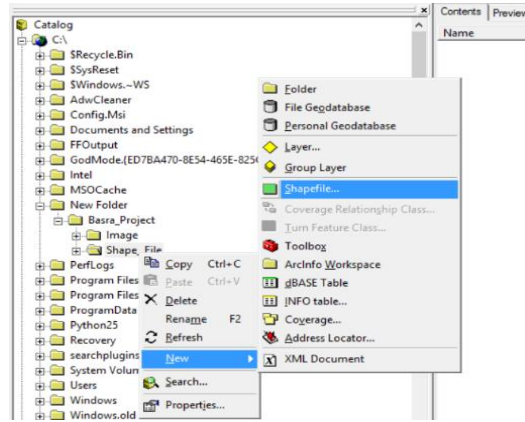 Catalog
C:\
$Recycle.Bin
$SysReset
$Windows.~WS
AdwCleaner
Config.Msi
Documents and Settings
FFOutput
GodMode.{ED7BA470-8E54-465E-825C
Intel
MSOCache
New Folder
Basra_Project
Image
Shape_File
PerfLogs
Program Files
Program Files
ProgramData
Python25
Recovery
searchplugins
System Volum
Users
Windows
Windows.old
Copy Ctrl+C
Paste Ctrl+V
Delete
Rename F2
Refresh
New
Search...
Properties...
Folder
File Geodatabase
Personal Geodatabase
Layer...
Group Layer
Shapefile...
Coverage Relationship Class...
Turn Feature Class...
Toolbox
ArcInfo Workspace
dBASE Table
INFO table...
Coverage...
Address Locator...
XML Document
Contents Preview
Name